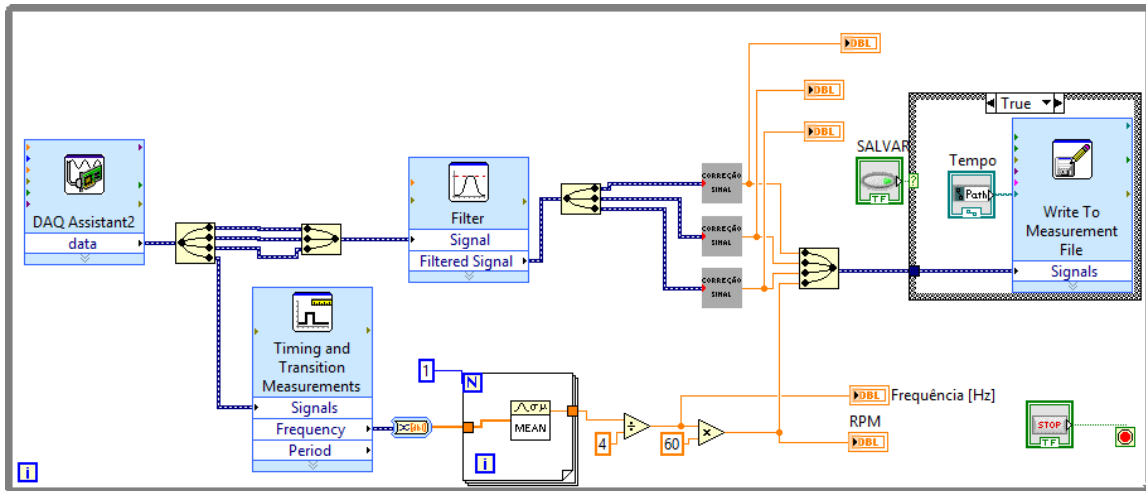 DBL
DBL
DBL
True
SALVAR
TF
Tempo
Path
Write To
Measurement
File
Signals
DAQ Assistant2
data
Filter
Signal
Filtered Signal
CORREÇÃO
SINAL
CORREÇÃO
SINAL
CORREÇÃO
SINAL
?
Timing and
Transition
Measurements
Signals
Frequency
Period
1
N
MEAN
i
4
÷
60
×
DBL
Frequência [Hz]
RPM
DBL
STOP
TF
i